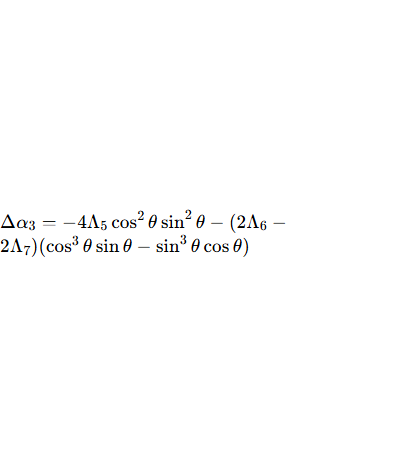 Δα₃ = −4Λ₅ cos² θ sin² θ − (2Λ₆ −
2Λ₇)(cos³ θ sin θ − sin³ θ cos θ)